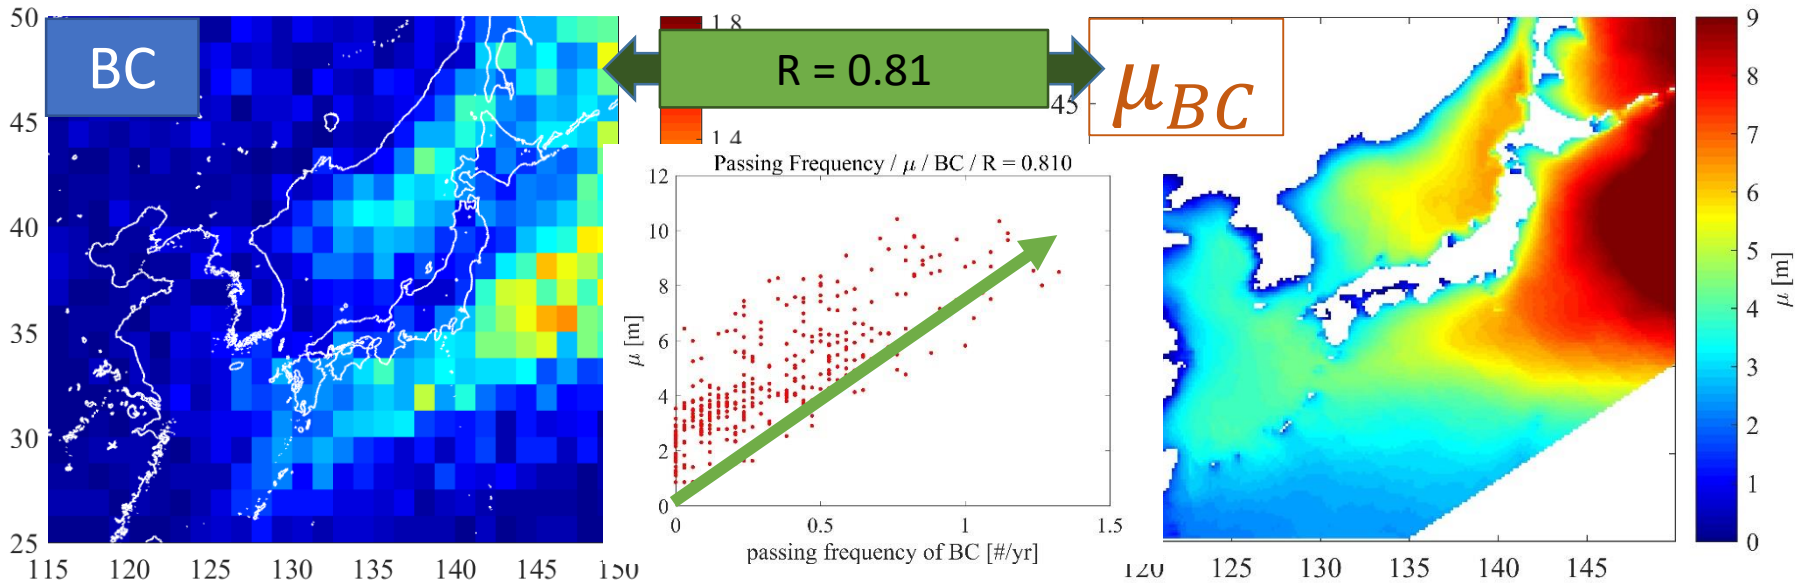 BC
R = 0.81
μ_BC
1.8
1.4
50
45
40
35
30
25
115 120 125 130 135 140 145 150
Passing Frequency / μ / BC / R = 0.810
12
10
8
6
4
2
0
μ [m]
0 0.5 1 1.5
passing frequency of BC [#/yr]
45
120 125 130 135 140 145
9
8
7
6
5
4
3
2
1
0
μ [m]